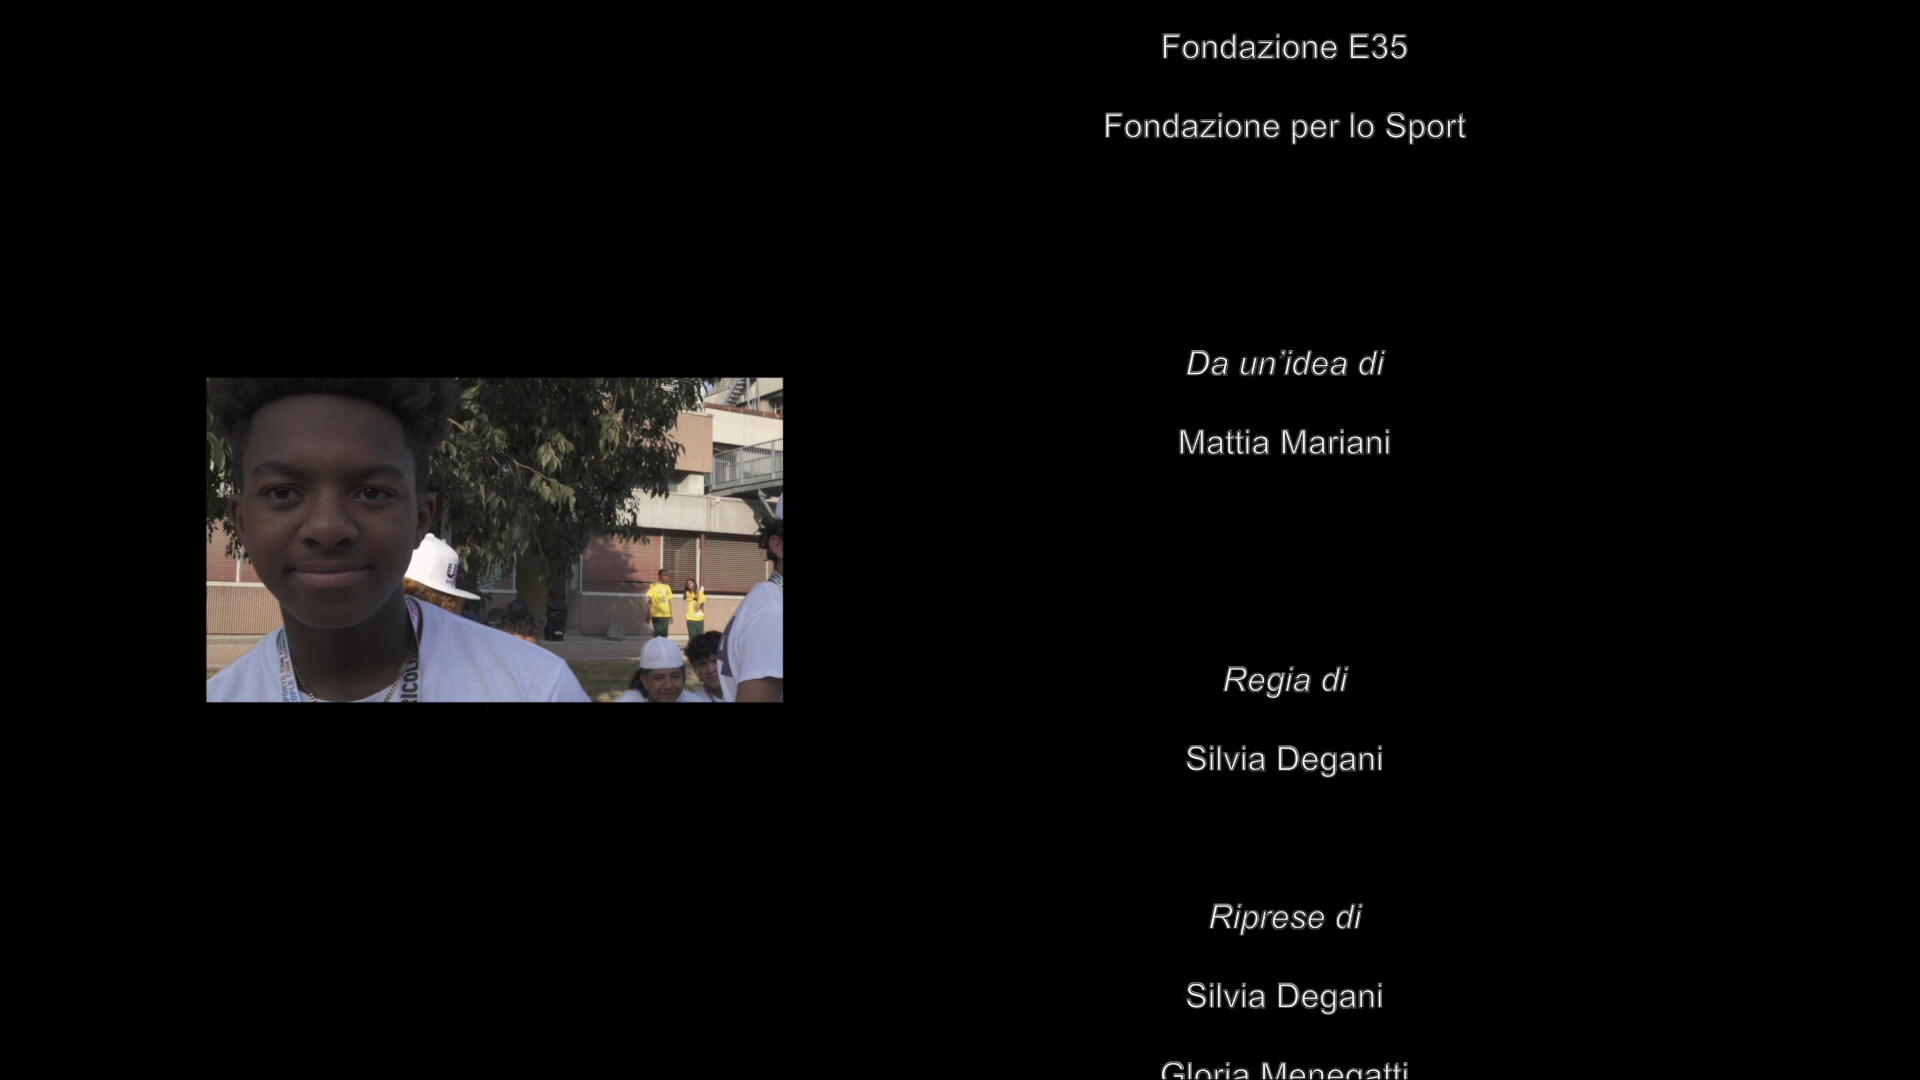 Fondazione E35
Fondazione per lo Sport
Da un’idea di
Mattia Mariani
Regia di
Silvia Degani
Riprese di
Silvia Degani
Gloria Menegatti